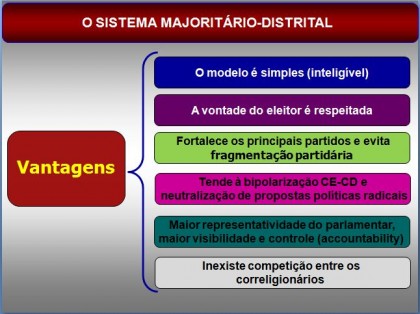 O SISTEMA MAJORITÁRIO-DISTRITAL
Vantagens
O modelo é simples (inteligível)
A vontade do eleitor é respeitada
Fortalece os principais partidos e evita
fragmentação partidária
Tende à bipolarização CE-CD e
neutralização de propostas políticas radicais
Maior representatividade do parlamentar,
maior visibilidade e controle (accountability)
Inexiste competição entre os
correligionários